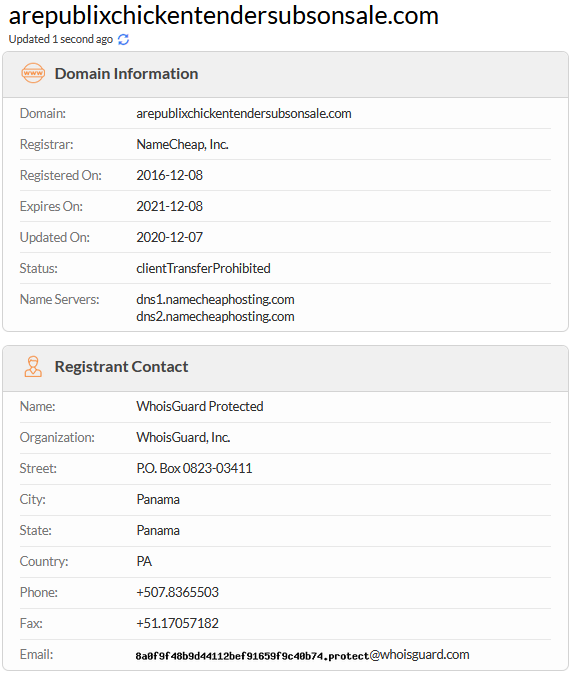 arepublixchickentendersubsonsale.com
Updated 1 second ago
www
Domain Information
Domain: arepublixchickentendersubsonsale.com
Registrar: NameCheap, Inc.
Registered On: 2016-12-08
Expires On: 2021-12-08
Updated On: 2020-12-07
Status: clientTransferProhibited
Name Servers: dns1.namecheaphosting.com
dns2.namecheaphosting.com
Registrant Contact
Name: WhoisGuard Protected
Organization: WhoisGuard, Inc.
Street: P.O. Box 0823-03411
City: Panama
State: Panama
Country: PA
Phone: +507.8365503
Fax: +51.17057182
Email: 8a0f9f48b9d44112bef91659f9c40b74.protect@whoisguard.com